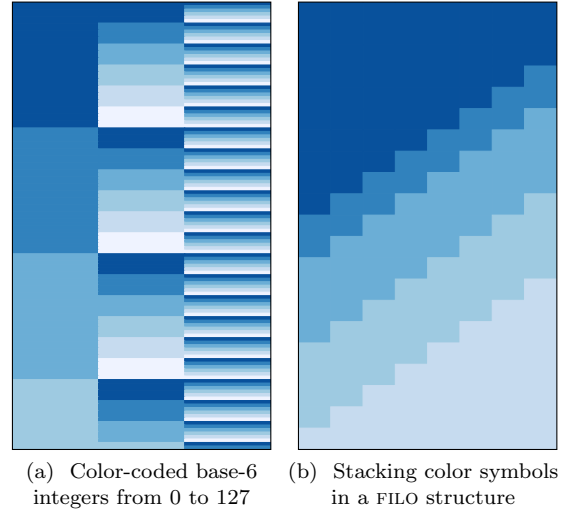 (a) Color-coded base-6
integers from 0 to 127
(b) Stacking color symbols
in a FILO structure